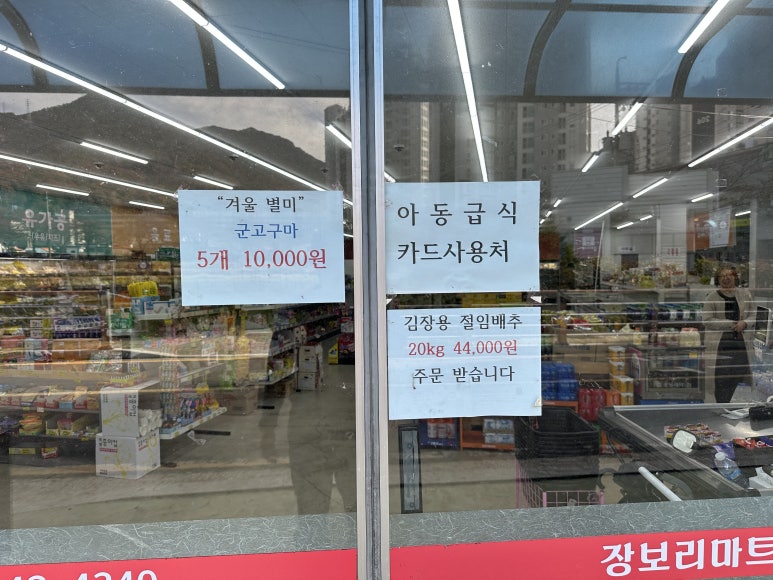 “겨울 별미”
군고구마
5개 10,000원
아동급식
카드사용처
김장용 절임배추
20kg 44,000원
주문 받습니다
장보리마트